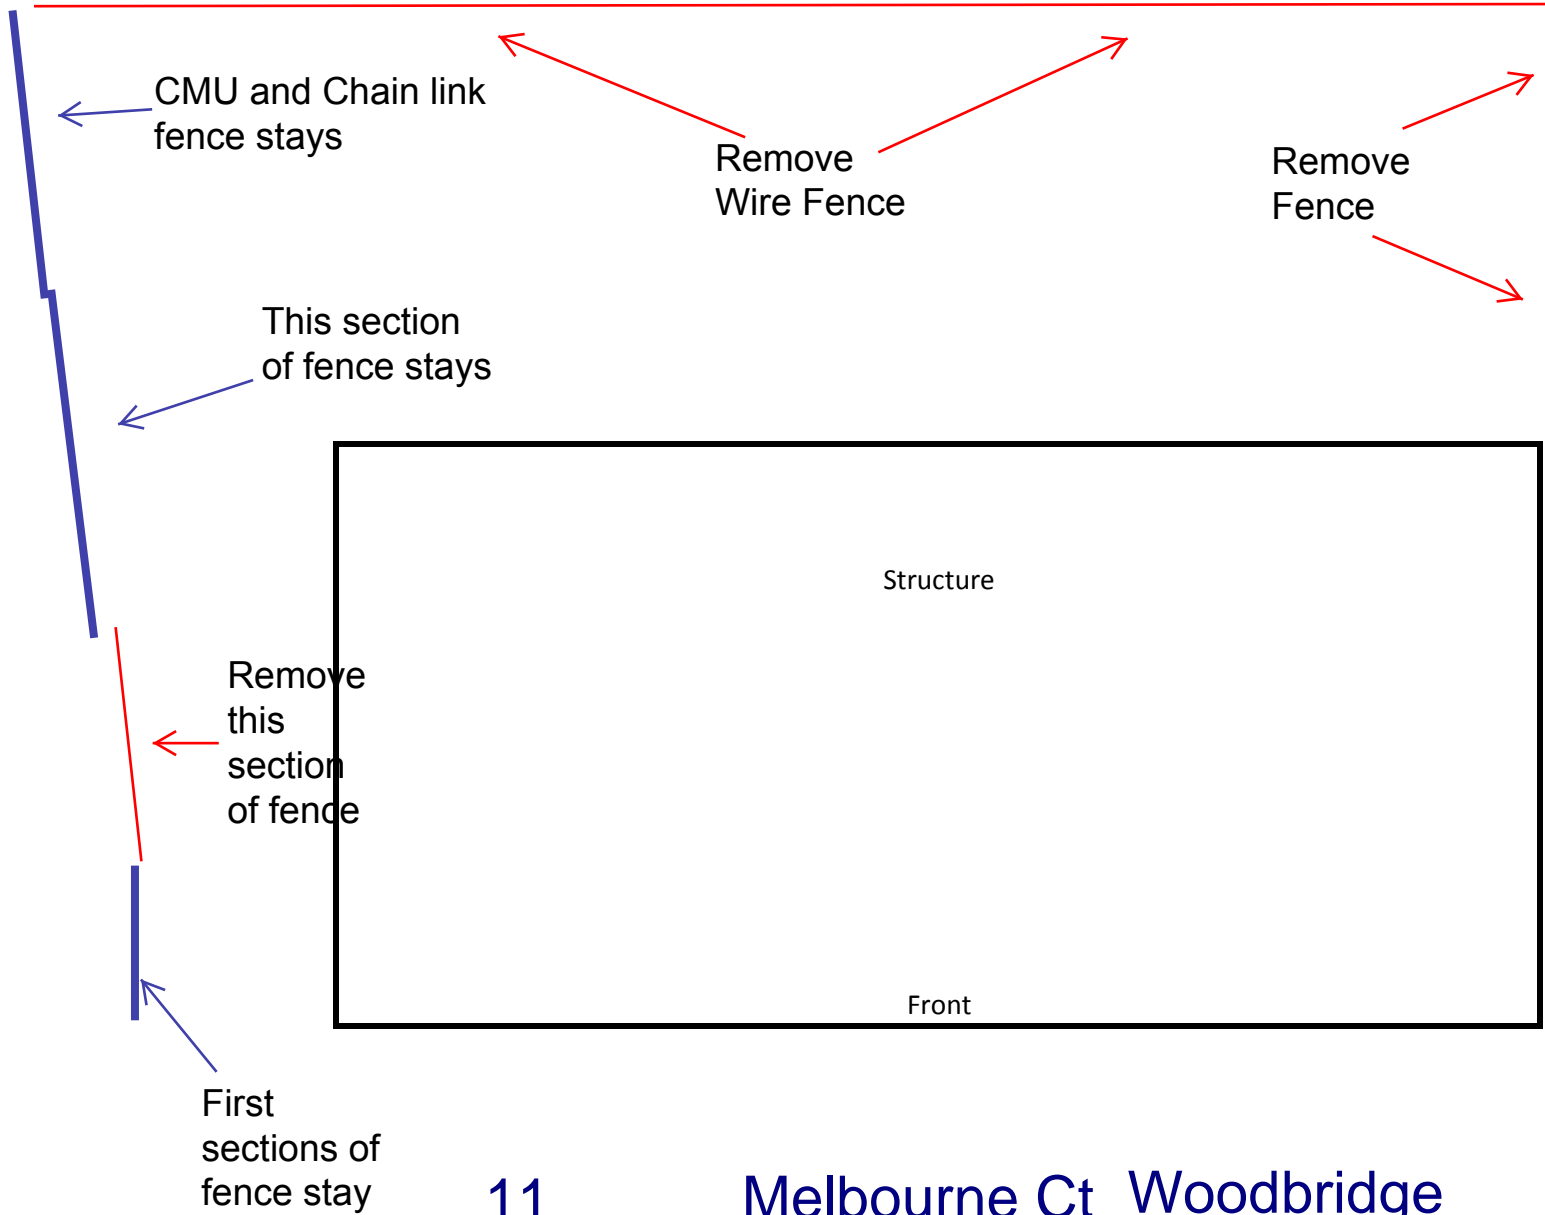 CMU and Chain link
fence stays
Remove
Wire Fence
Remove
Fence
This section
of fence stays
Structure
Remove
this
section
of fence
Front
First
sections of
fence stay
11 Melbourne Ct Woodbridge